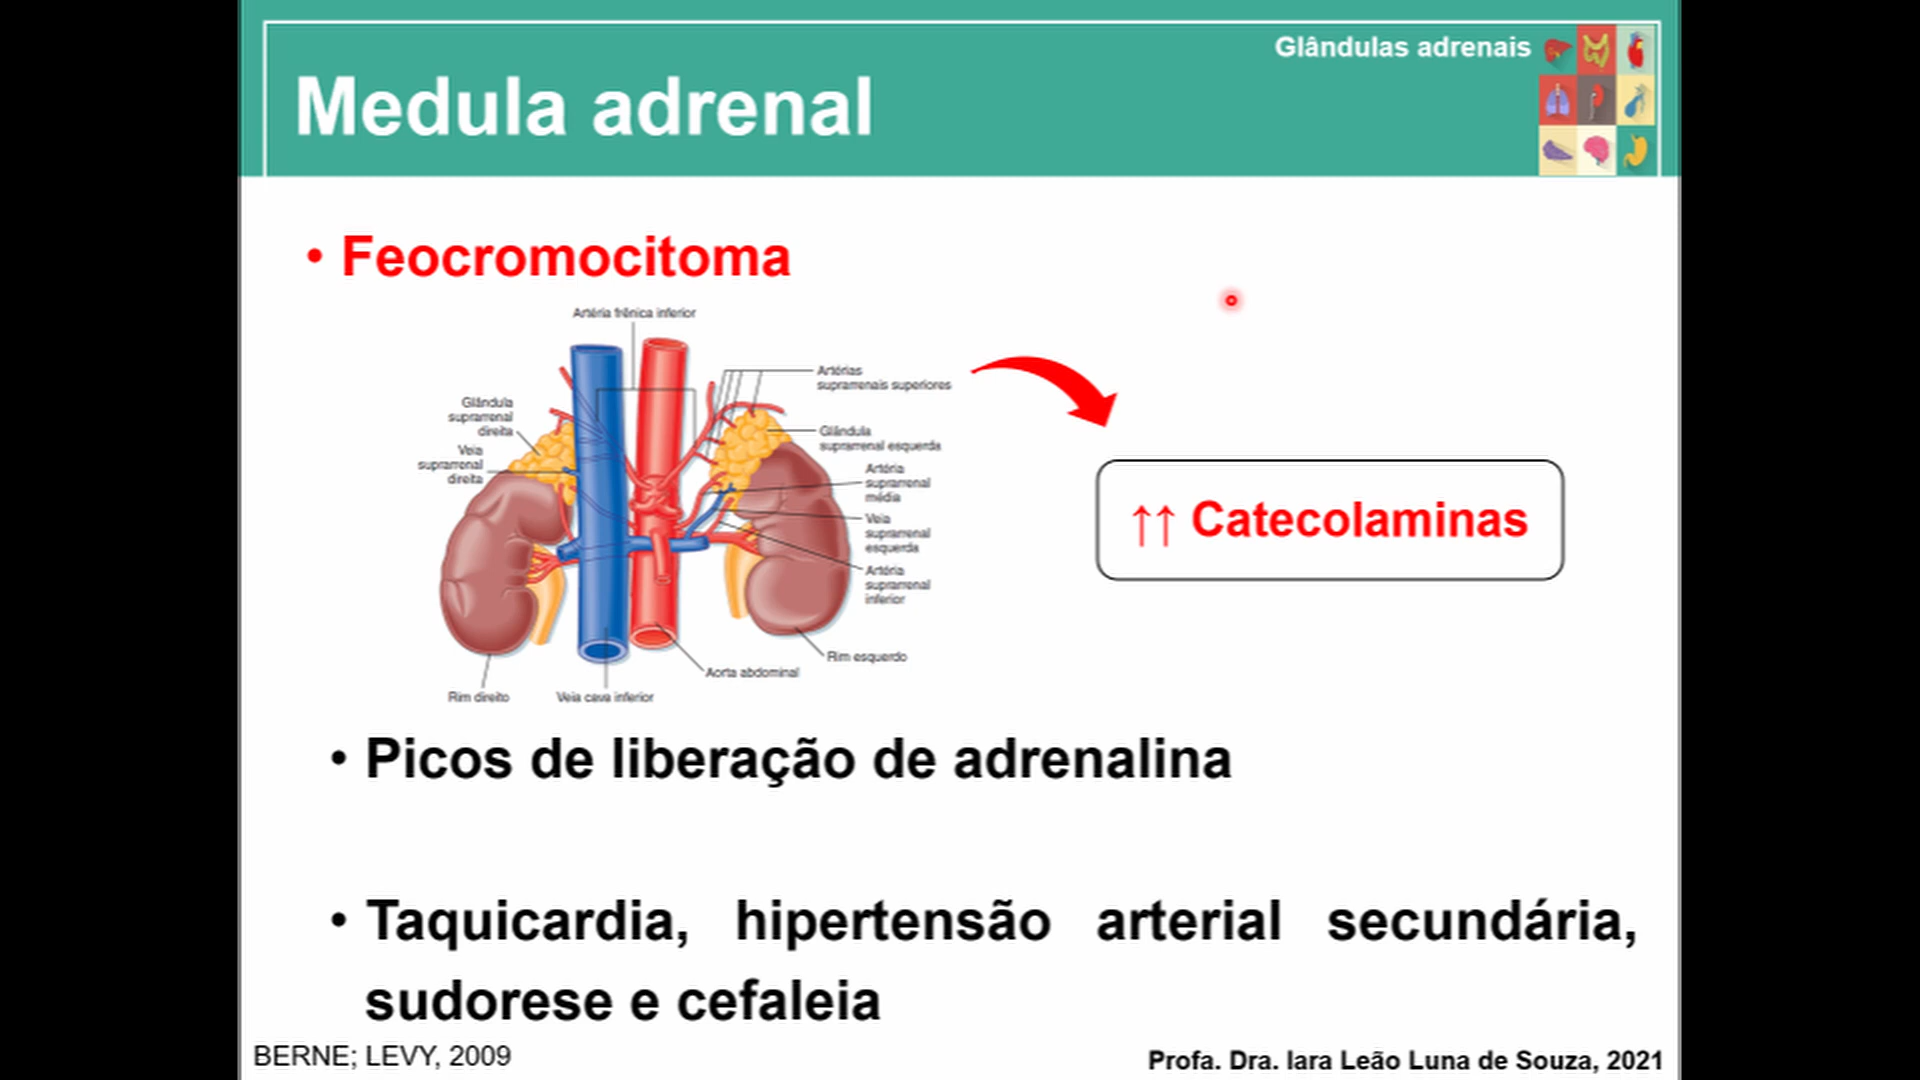 Glândulas adrenais
Medula adrenal
• Feocromocitoma
Artéria frênica inferior
Artérias
suprarrenais superiores
Glândula
suprarrenal
direita
Glândula
suprarrenal esquerda
Veia
suprarrenal
direita
Artéria
suprarrenal
média
Veia
suprarrenal
esquerda
Artéria
suprarrenal
inferior
Rim esquerdo
Aorta abdominal
Rim direito
Veia cava inferior
↑↑ Catecolaminas
• Picos de liberação de adrenalina
• Taquicardia, hipertensão arterial secundária,
sudorese e cefaleia
BERNE; LEVY, 2009
Profa. Dra. Iara Leão Luna de Souza, 2021